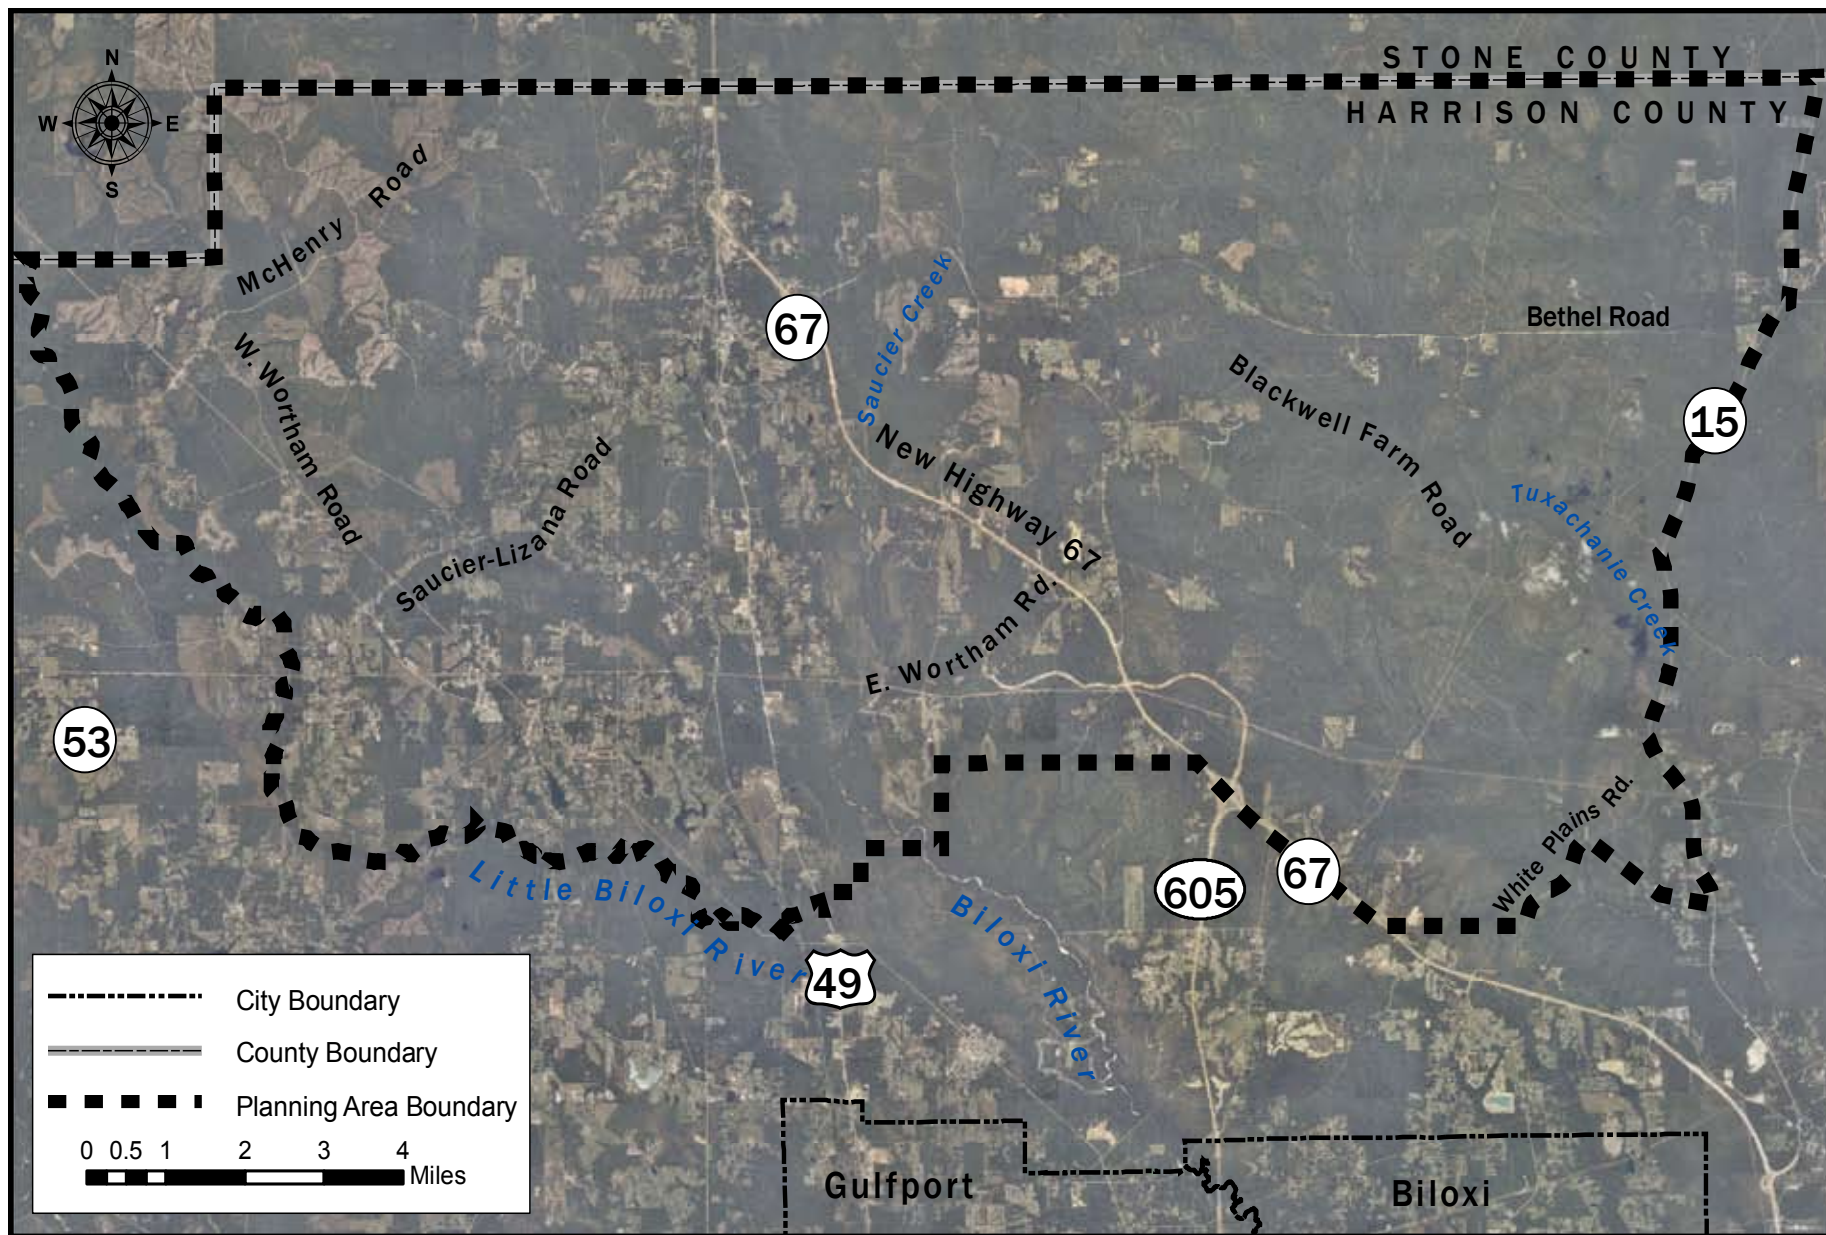 STONE COUNTY
HARRISON COUNTY
N
W E
S
McHenry Road
67
Saucier Creek
Bethel Road
W. Wortham Road
Blackwell Farm Road
15
New Highway 67
Saucier-Lizana Road
Tuxachanie Creek
E. Wortham Rd.
53
White Plains Rd.
67
605
Little Biloxi River
Biloxi River
49
City Boundary
County Boundary
Planning Area Boundary
0 0.5 1 2 3 4
Miles
Gulfport
Biloxi